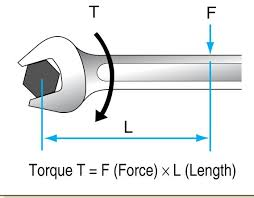 T F
L
Torque T = F (Force) × L (Length)